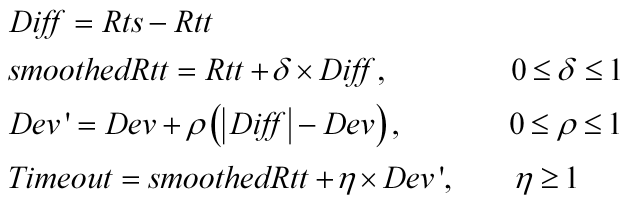 Diff = Rts − Rtt
smoothedRtt = Rtt + δ × Diff, 0 ≤ δ ≤ 1
Dev' = Dev + ρ(|Diff| − Dev), 0 ≤ ρ ≤ 1
Timeout = smoothedRtt + η × Dev', η ≥ 1